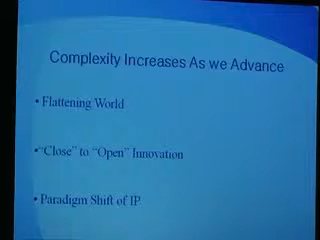 Complexity Increases As we Advance
• Flattening World
•"Close" to "Open" Innovation
• Paradigm Shift of IP